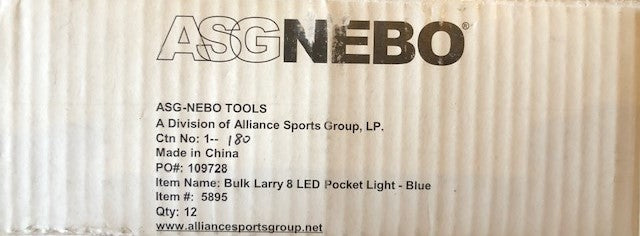 ASGNEBO®
ASG-NEBO TOOLS
A Division of Alliance Sports Group, LP.
Ctn No: 1-- 180
Made in China
PO#: 109728
Item Name: Bulk Larry 8 LED Pocket Light - Blue
Item #: 5895
Qty: 12
www.alliancesportsgroup.net